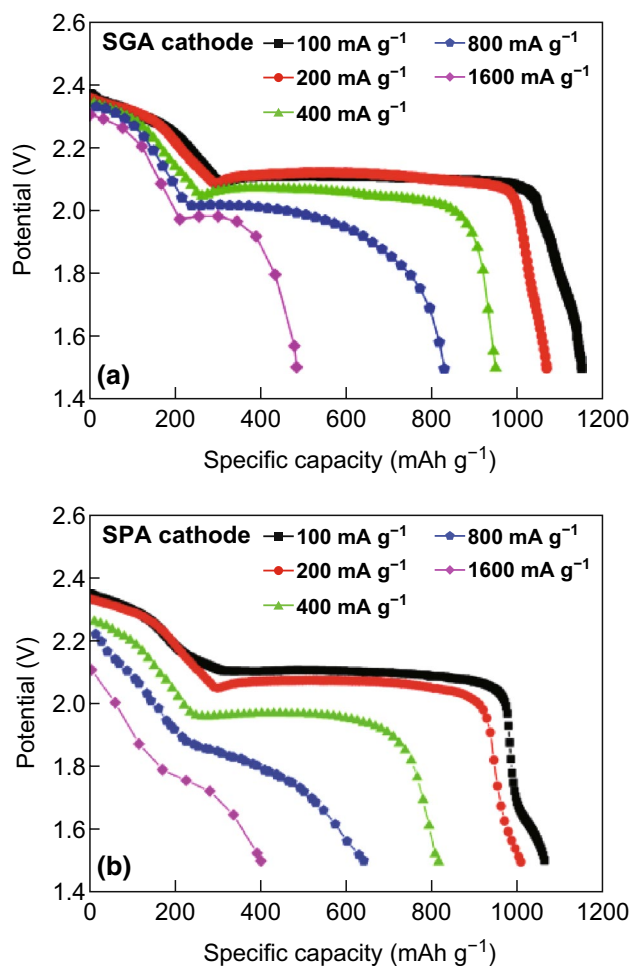 SGA cathode
100 mA g⁻¹
200 mA g⁻¹
400 mA g⁻¹
800 mA g⁻¹
1600 mA g⁻¹
2.6
2.4
2.2
2.0
1.8
1.6
1.4
Potential (V)
(a)
0 200 400 600 800 1000 1200
Specific capacity (mAh g⁻¹)
SPA cathode
100 mA g⁻¹
200 mA g⁻¹
400 mA g⁻¹
800 mA g⁻¹
1600 mA g⁻¹
2.6
2.4
2.2
2.0
1.8
1.6
1.4
Potential (V)
(b)
0 200 400 600 800 1000 1200
Specific capacity (mAh g⁻¹)